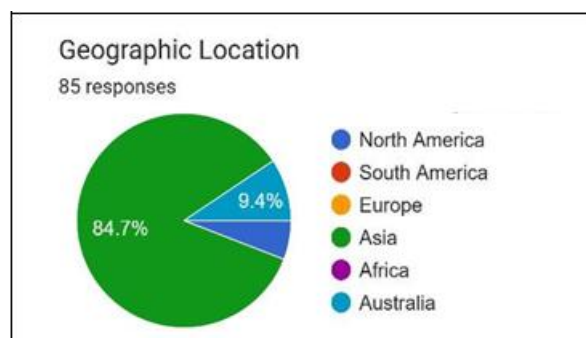 Geographic Location
85 responses
84.7%
9.4%
North America
South America
Europe
Asia
Africa
Australia